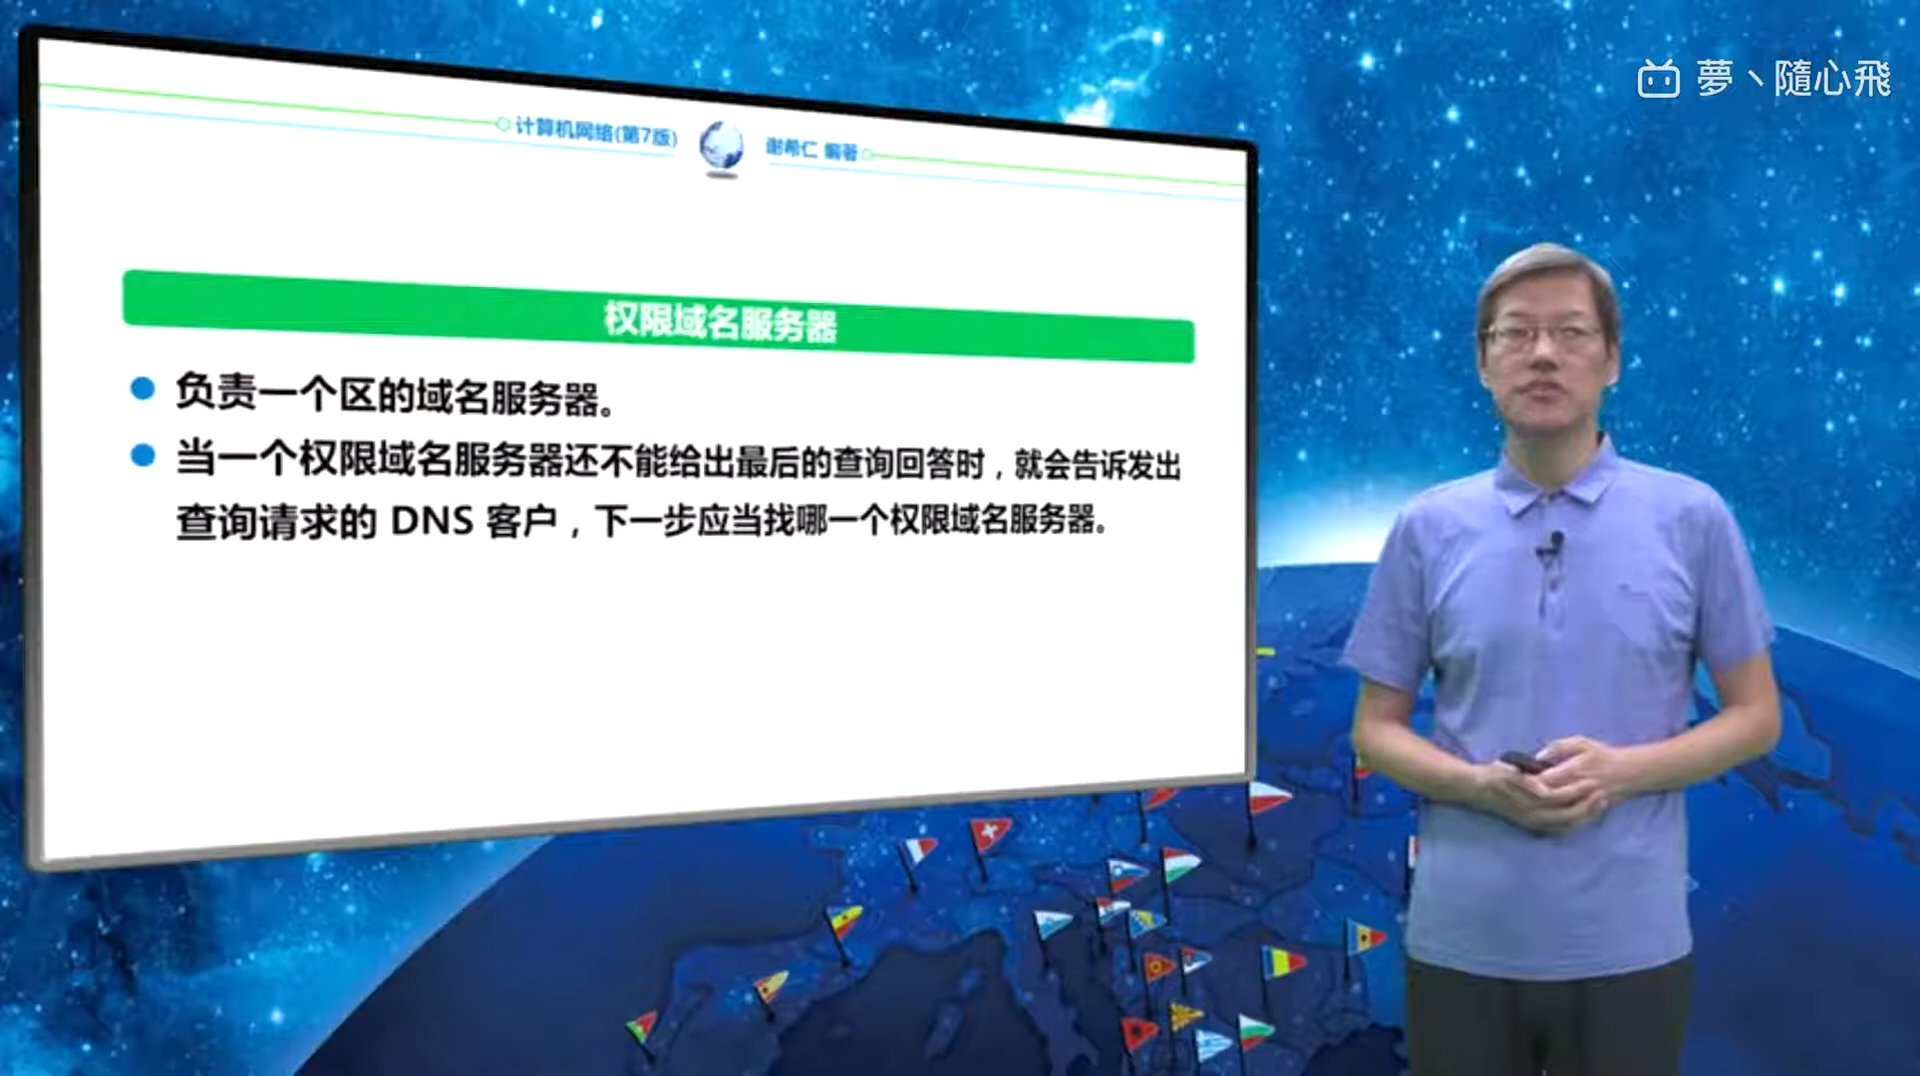 夢丶隨心飛
计算机网络(第7版) 谢希仁 编著
权限域名服务器
负责一个区的域名服务器。
当一个权限域名服务器还不能给出最后的查询回答时，就会告诉发出
查询请求的 DNS 客户，下一步应当找哪一个权限域名服务器。